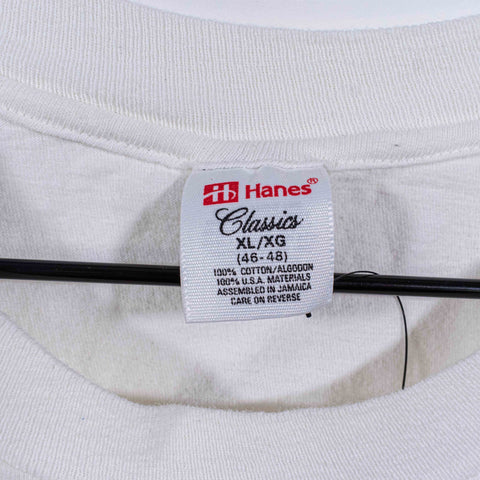 H Hanes®
Classics
XL/XG
(46-48)
100% COTTON/ALGODON
100% U.S.A. MATERIALS
ASSEMBLED IN JAMAICA
CARE ON REVERSE